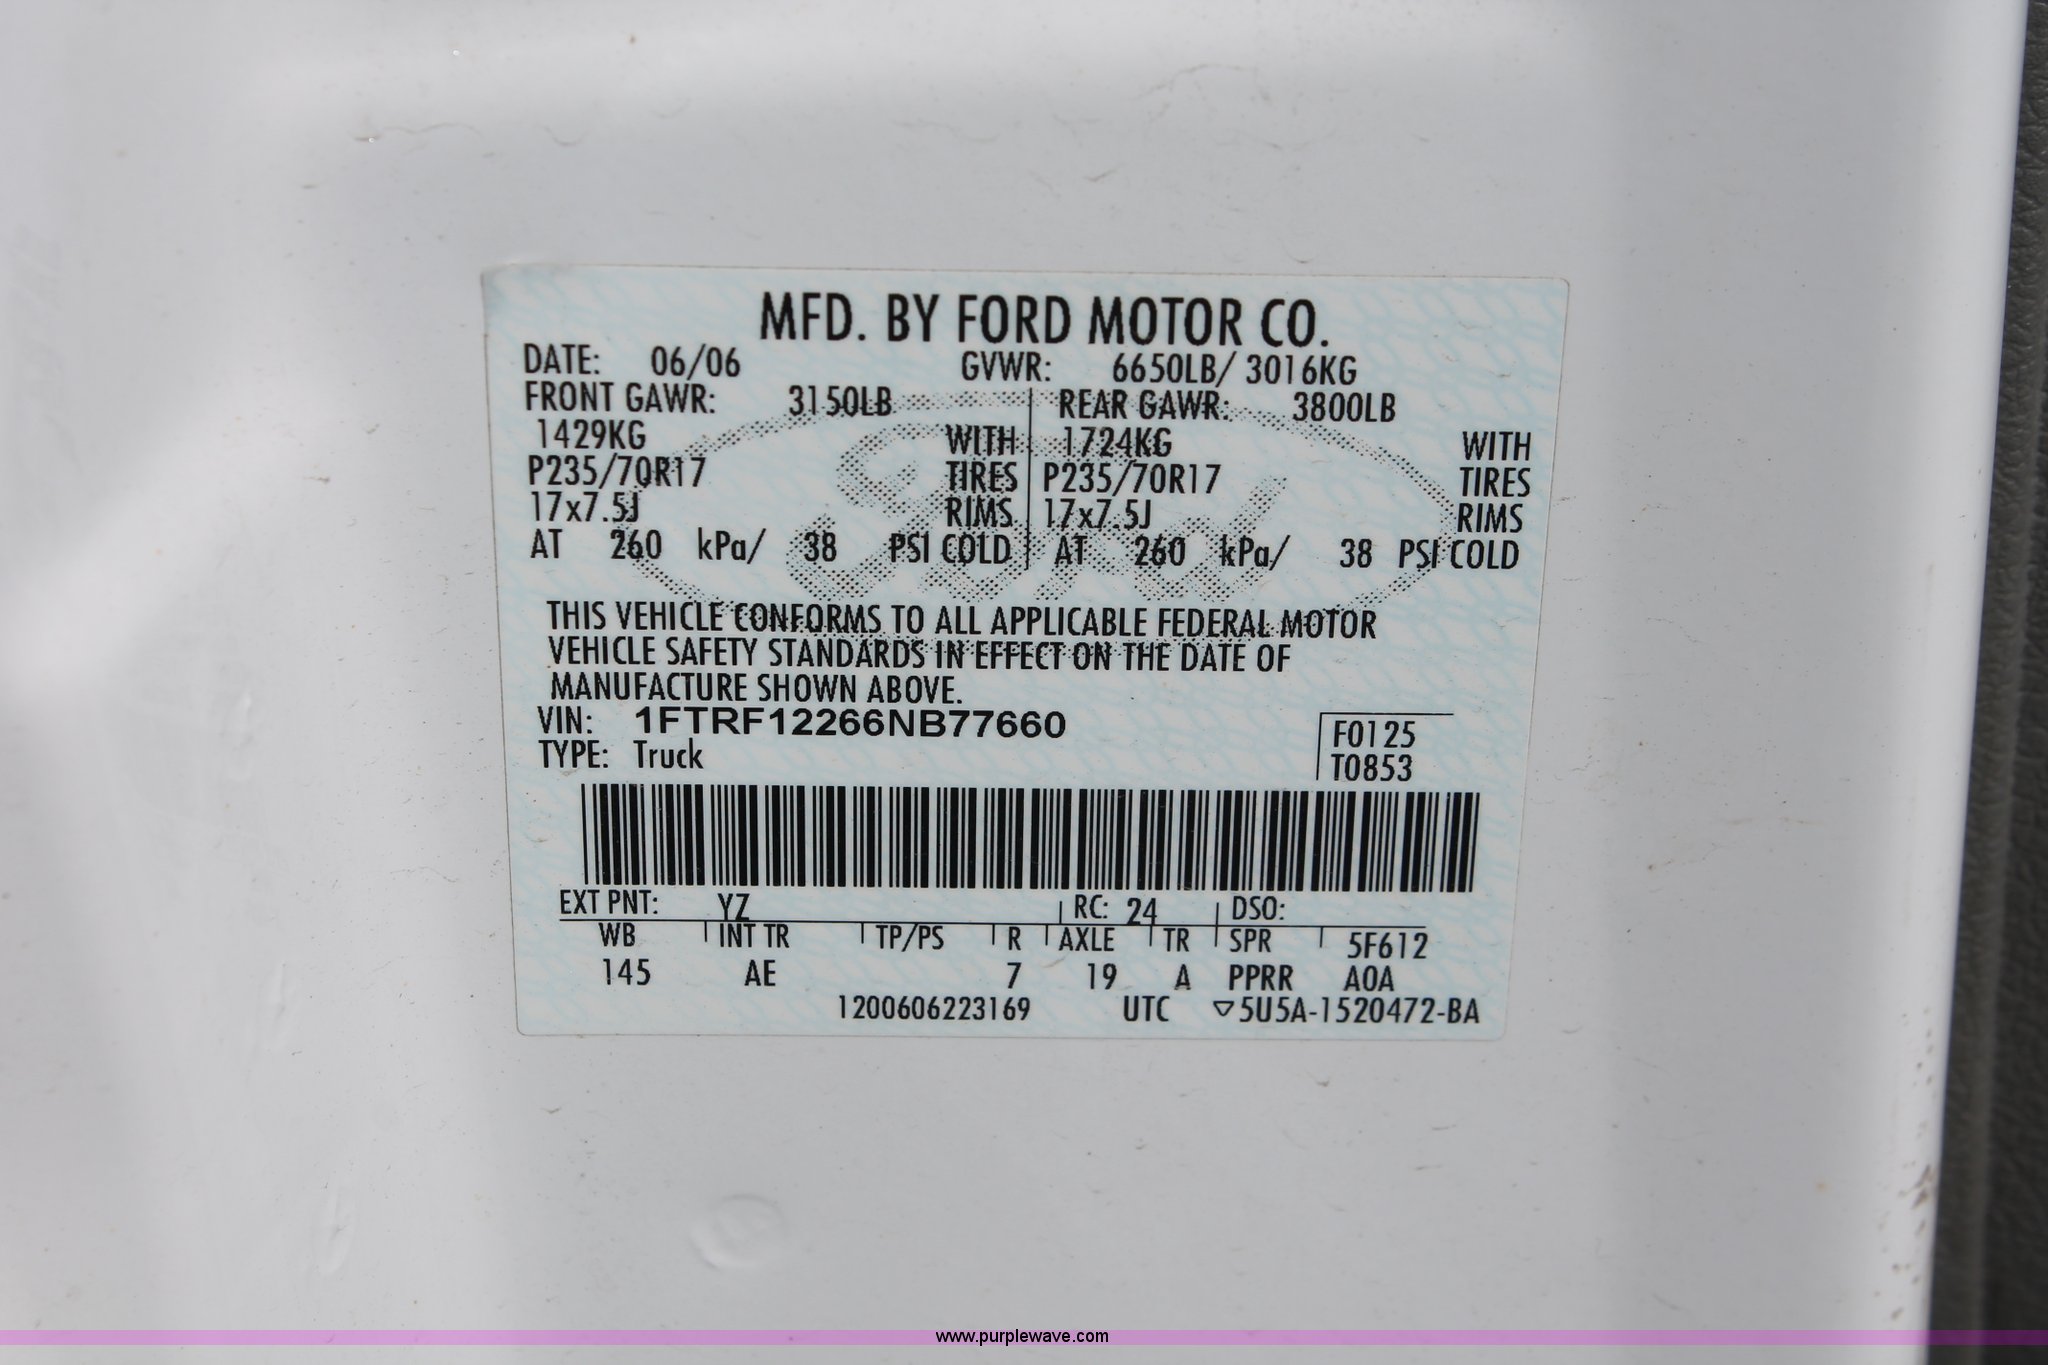 MFD. BY FORD MOTOR CO.
DATE: 06/06 GVWR: 6650LB/ 3016KG
FRONT GAWR: 3150LB REAR GAWR: 3800LB
1429KG WITH 1724KG WITH
P235/70R17 TIRES P235/70R17 TIRES
17x7.5J RIMS 17x7.5J RIMS
AT 260 kPa/ 38 PSI COLD AT 260 kPa/ 38 PSI COLD
Ford
THIS VEHICLE CONFORMS TO ALL APPLICABLE FEDERAL MOTOR
VEHICLE SAFETY STANDARDS IN EFFECT ON THE DATE OF
MANUFACTURE SHOWN ABOVE.
VIN: 1FTRF12266NB77660 F0125
TYPE: Truck T0853
EXT PNT: YZ RC: 24 DSO:
WB INT TR TP/PS R AXLE TR SPR 5F612
145 AE 7 19 A PPRR AOA
1200606223169 UTC ▽5U5A-1520472-BA
www.purplewave.com